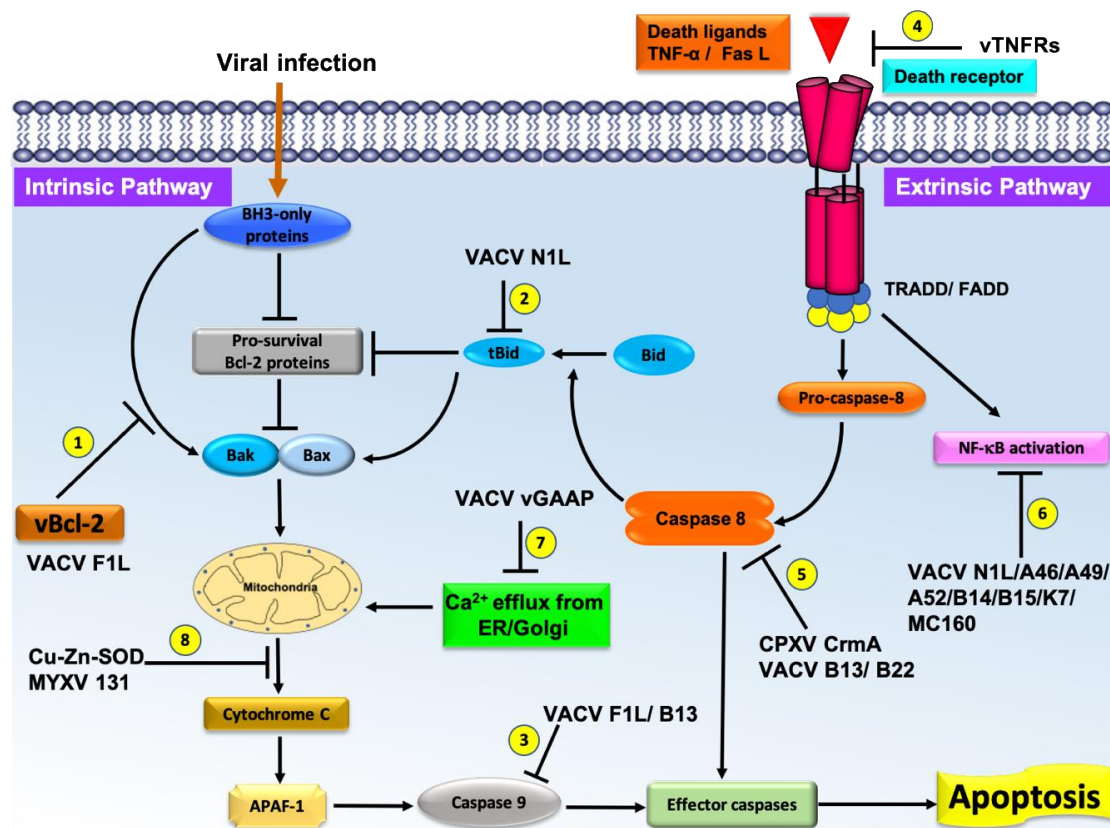 Death ligands
TNF-α / Fas L
4
vTNFRs
Death receptor
Viral infection
Intrinsic Pathway
Extrinsic Pathway
BH3-only
proteins
VACV N1L
2
TRADD/ FADD
Pro-survival
Bcl-2 proteins
tBid
Bid
Pro-caspase-8
1
Bak
Bax
NF-κB activation
vBcl-2
VACV F1L
VACV vGAAP
7
Caspase 8
6
Mitochondria
Ca²⁺ efflux from
ER/Golgi
5
VACV N1L/A46/A49/
A52/B14/B15/K7/
MC160
8
Cu-Zn-SOD
MYXV 131
CPXV CrmA
VACV B13/ B22
Cytochrome C
VACV F1L/ B13
3
APAF-1
Caspase 9
Effector caspases
Apoptosis